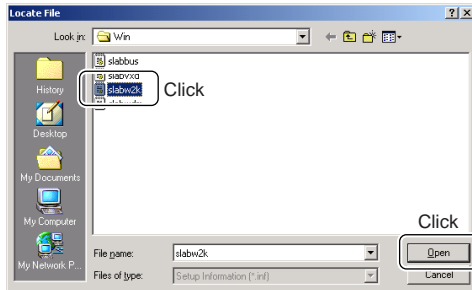 Locate File
Look in: Win
slabbus
slabvxd
slabw2k
Click
History
Desktop
My Documents
My Computer
My Network P...
Click
File name: slabw2k Open
Files of type: Setup Information (*.inf) Cancel